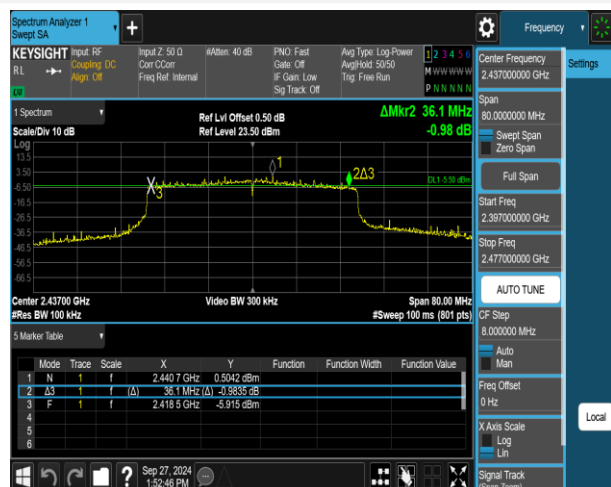 Spectrum Analyzer 1
Swept SA
Frequency
KEYSIGHT
RL
Input: RF
Coupling: DC
Align: Off
Input Z: 50 Ω
Corr CCorr
Freq Ref: Internal
#Atten: 40 dB
PNO: Fast
Gate: Off
IF Gain: Low
Sig Track: Off
Avg Type: Log-Power
Avg|Hold: 50/50
Trig: Free Run
1 2 3 4 5 6
M W W W W W
P N N N N N
1 Spectrum
Scale/Div 10 dB
Ref Lvl Offset 0.50 dB
Ref Level 23.50 dBm
ΔMkr2 36.1 MHz
-0.98 dB
Log
13.5
3.50
-6.50
-16.5
-26.5
-36.5
-46.5
-56.5
-66.5
X3
1
2Δ3
DL1 -5.50 dBm
Center 2.43700 GHz
#Res BW 100 kHz
Video BW 300 kHz
Span 80.00 MHz
#Sweep 100 ms (801 pts)
5 Marker Table
Mode Trace Scale X Y Function Function Width Function Value
1 N 1 f 2.440 7 GHz 0.5042 dBm
2 Δ3 1 f (Δ) 36.1 MHz (Δ) -0.9835 dB
3 F 1 f 2.418 5 GHz -5.915 dBm
4
5
6
Sep 27, 2024
1:52:46 PM
Center Frequency
2.437000000 GHz
Span
80.0000000 MHz
Swept Span
Zero Span
Full Span
Start Freq
2.397000000 GHz
Stop Freq
2.477000000 GHz
AUTO TUNE
CF Step
8.000000 MHz
Auto
Man
Freq Offset
0 Hz
X Axis Scale
Log
Lin
Signal Track
(Span Zoom)
Settings
Local